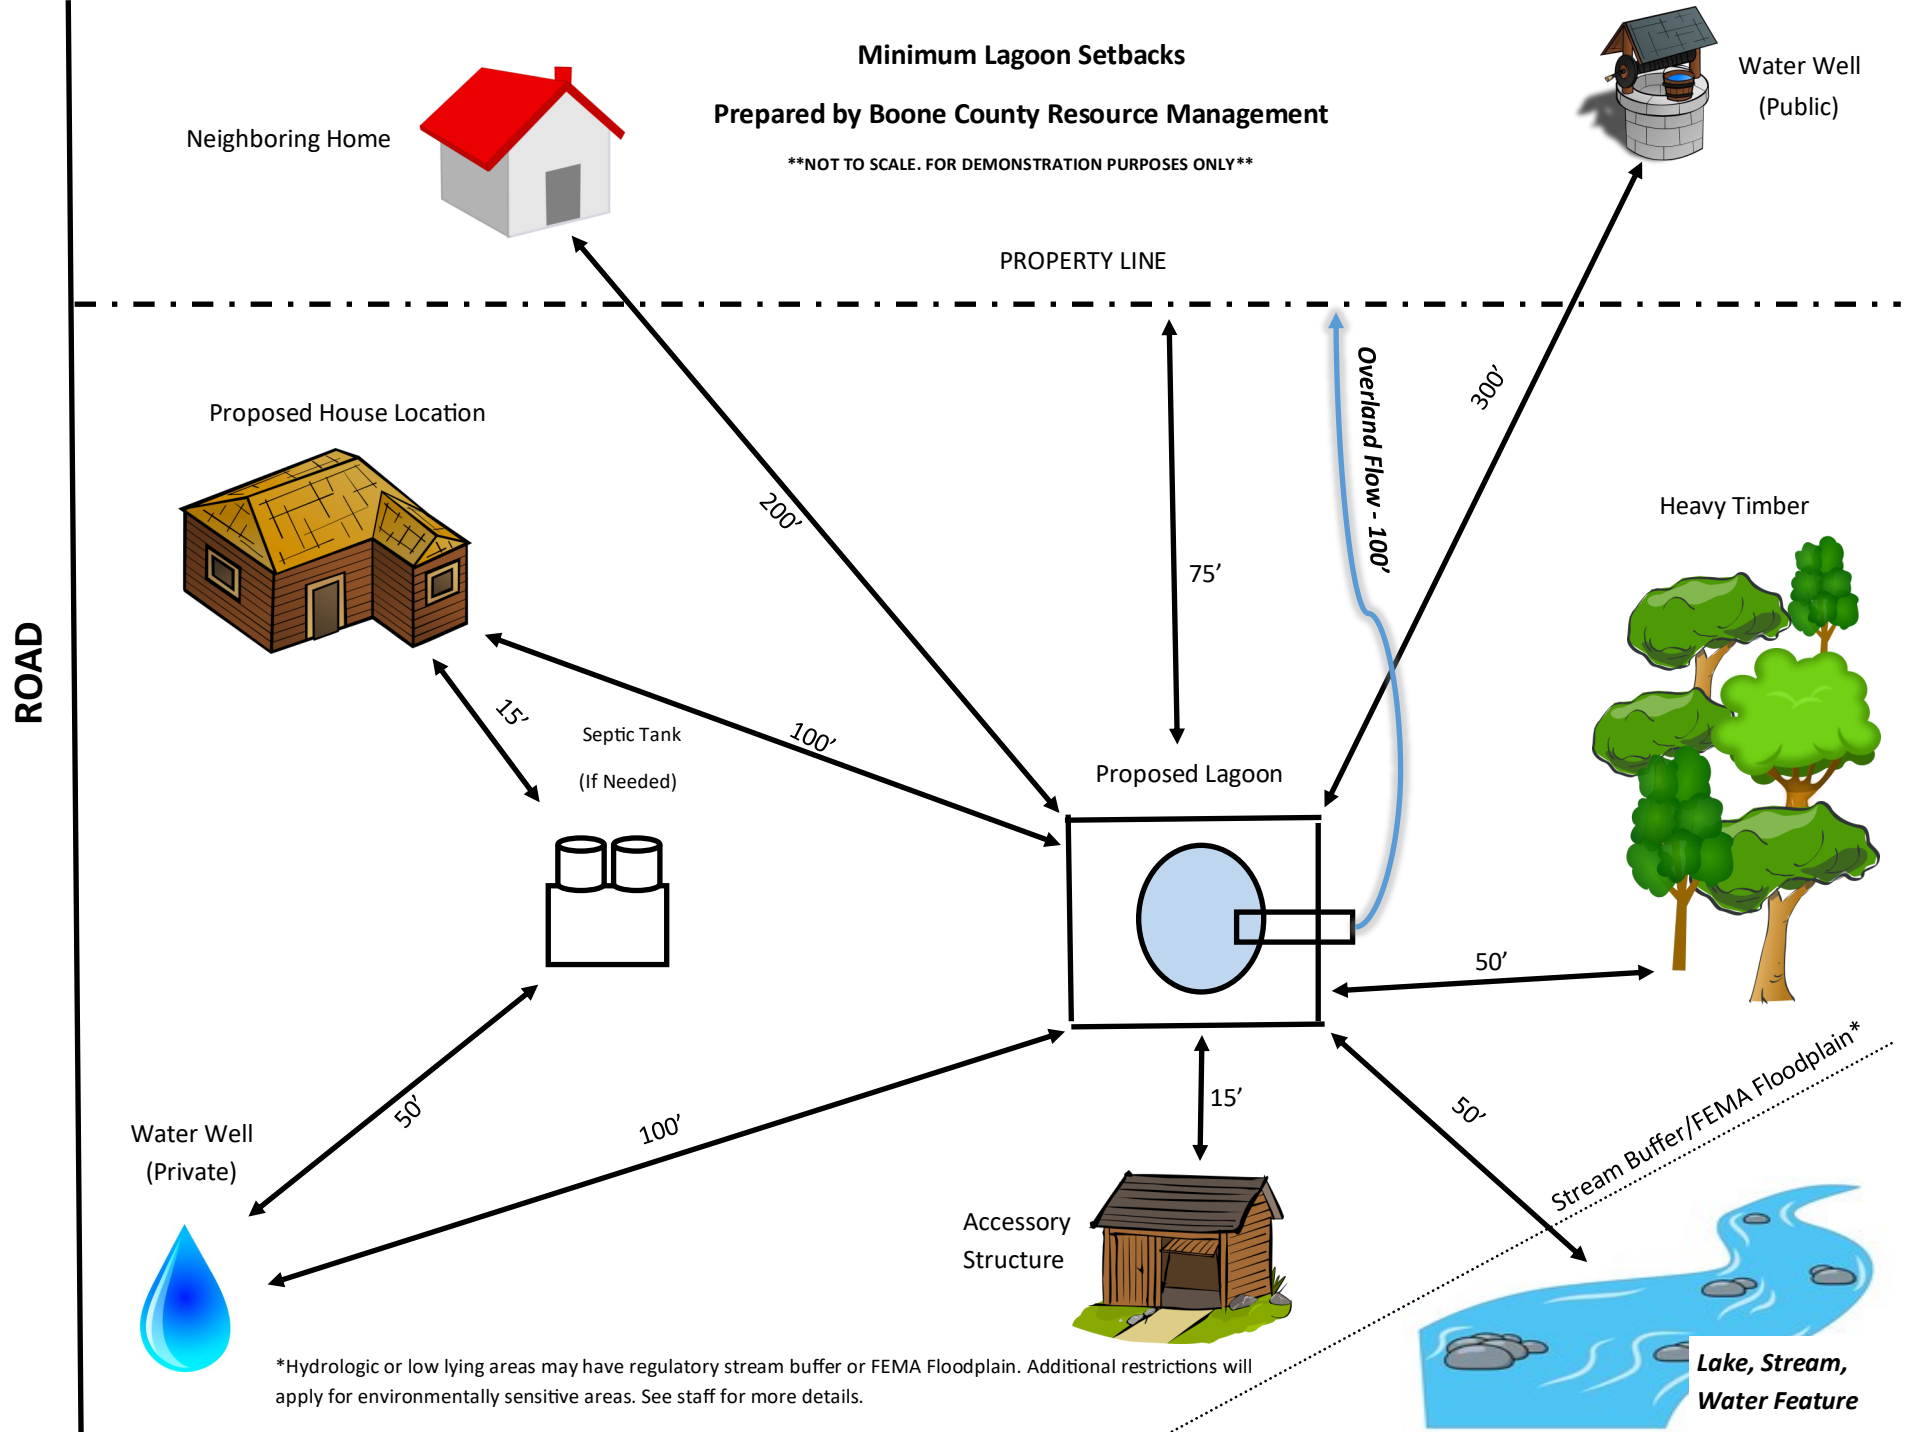 Minimum Lagoon Setbacks
Prepared by Boone County Resource Management
**NOT TO SCALE. FOR DEMONSTRATION PURPOSES ONLY**
Neighboring Home
Water Well
(Public)
PROPERTY LINE
Overland Flow - 100’
300’
Proposed House Location
200’
Heavy Timber
75’
ROAD
15’
Septic Tank
(If Needed)
100’
Proposed Lagoon
50’
50’
100’
15’
50’
Stream Buffer/FEMA Floodplain*
Water Well
(Private)
Accessory
Structure
*Hydrologic or low lying areas may have regulatory stream buffer or FEMA Floodplain. Additional restrictions will
apply for environmentally sensitive areas. See staff for more details.
Lake, Stream,
Water Feature